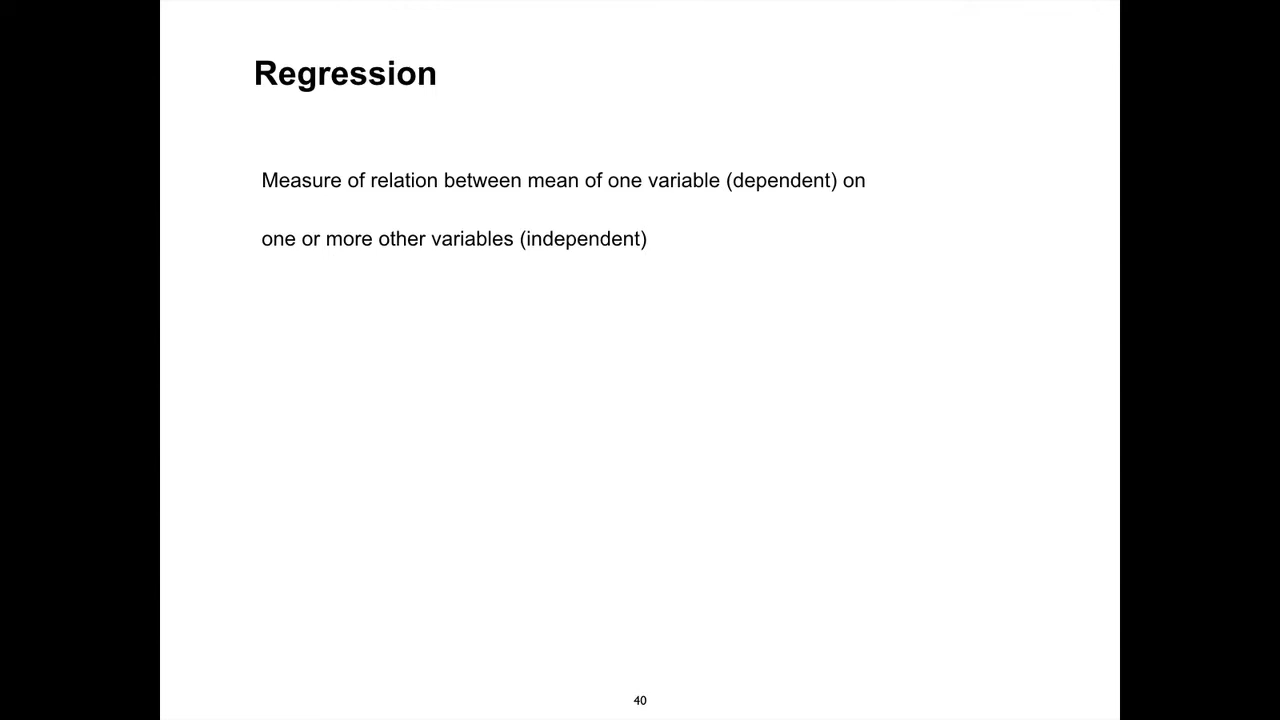 Regression
Measure of relation between mean of one variable (dependent) on
one or more other variables (independent)
40